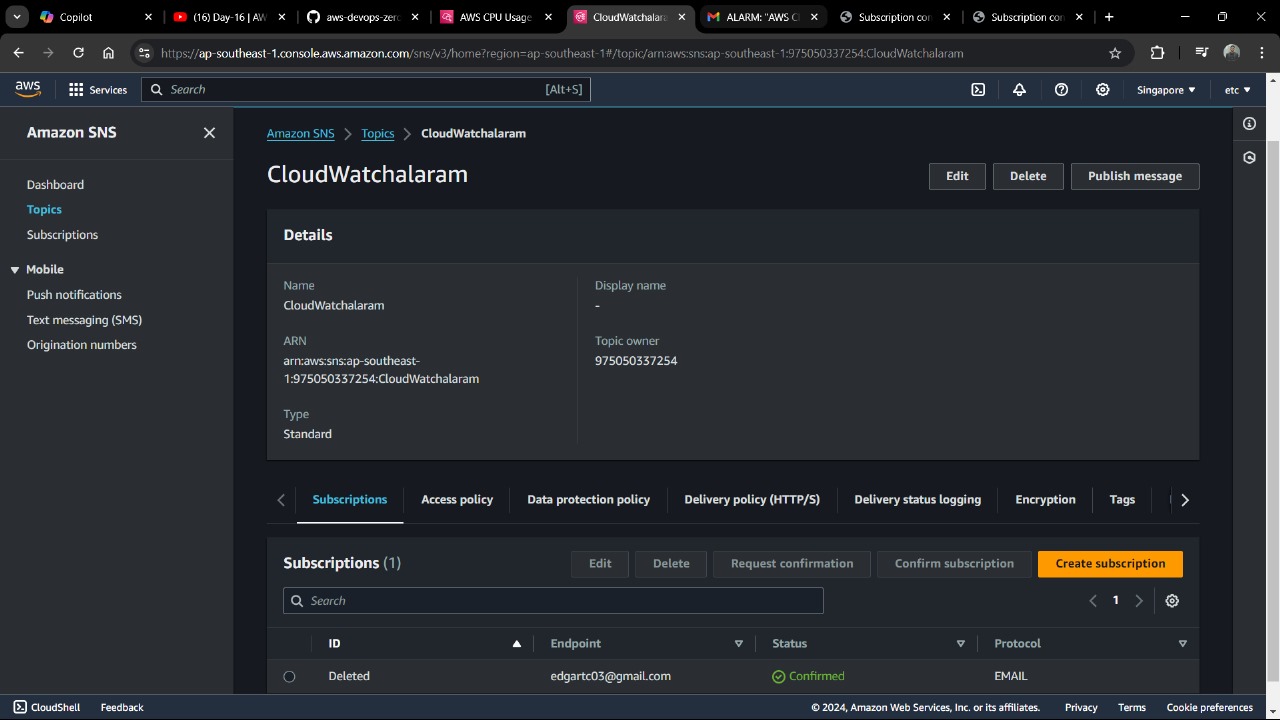 Copilot
(16) Day-16 | AW
aws-devops-zero
AWS CPU Usage
CloudWatchalara
ALARM: "AWS C
Subscription con
Subscription con
https://ap-southeast-1.console.aws.amazon.com/sns/v3/home?region=ap-southeast-1#/topic/arn:aws:sns:ap-southeast-1:975050337254:CloudWatchalaram
aws
Services
Search
[Alt+S]
Singapore
etc
Amazon SNS
Dashboard
Topics
Subscriptions
Mobile
Push notifications
Text messaging (SMS)
Origination numbers
Amazon SNS
Topics
CloudWatchalaram
CloudWatchalaram
Edit
Delete
Publish message
Details
Name
CloudWatchalaram
ARN
arn:aws:sns:ap-southeast-
1:975050337254:CloudWatchalaram
Type
Standard
Display name
-
Topic owner
975050337254
Subscriptions
Access policy
Data protection policy
Delivery policy (HTTP/S)
Delivery status logging
Encryption
Tags
Subscriptions (1)
Edit
Delete
Request confirmation
Confirm subscription
Create subscription
Search
1
ID
Endpoint
Status
Protocol
Deleted
edgartc03@gmail.com
Confirmed
EMAIL
CloudShell
Feedback
© 2024, Amazon Web Services, Inc. or its affiliates.
Privacy
Terms
Cookie preferences